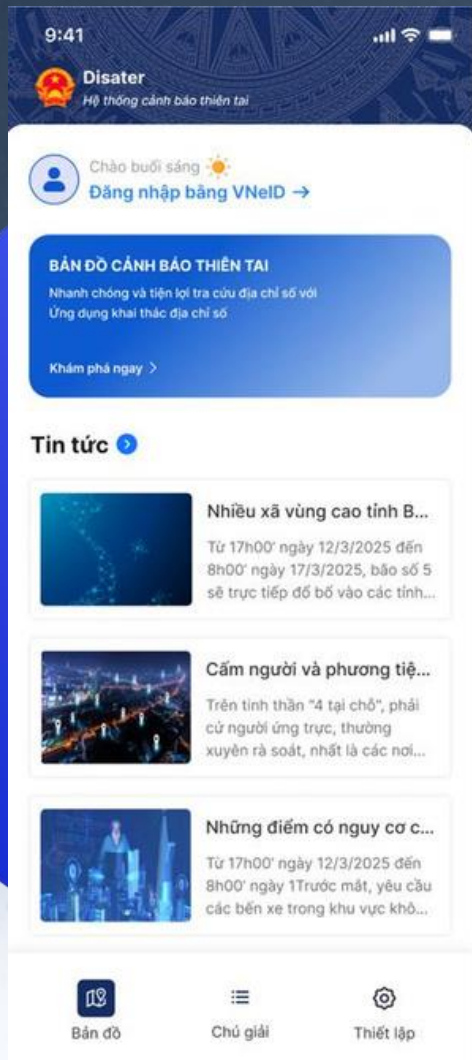 9:41
Disater
Hệ thống cảnh báo thiên tai
Chào buổi sáng
Đăng nhập bằng VNeID →
BẢN ĐỒ CẢNH BÁO THIÊN TAI
Nhanh chóng và tiện lợi tra cứu địa chỉ số với
Ứng dụng khai thác địa chỉ số
Khám phá ngay >
Tin tức
Nhiều xã vùng cao tỉnh B...
Từ 17h00' ngày 12/3/2025 đến
8h00' ngày 17/3/2025, bão số 5
sẽ trực tiếp đổ bố vào các tỉnh...
Cấm người và phương tiệ...
Trên tinh thần "4 tại chỗ", phải
cử người ứng trực, thường
xuyên rà soát, nhất là các nơi...
Những điểm có nguy cơ c...
Từ 17h00' ngày 12/3/2025 đến
8h00' ngày 1Trước mắt, yêu cầu
các bến xe trong khu vực khô...
Bản đồ
Chú giải
Thiết lập